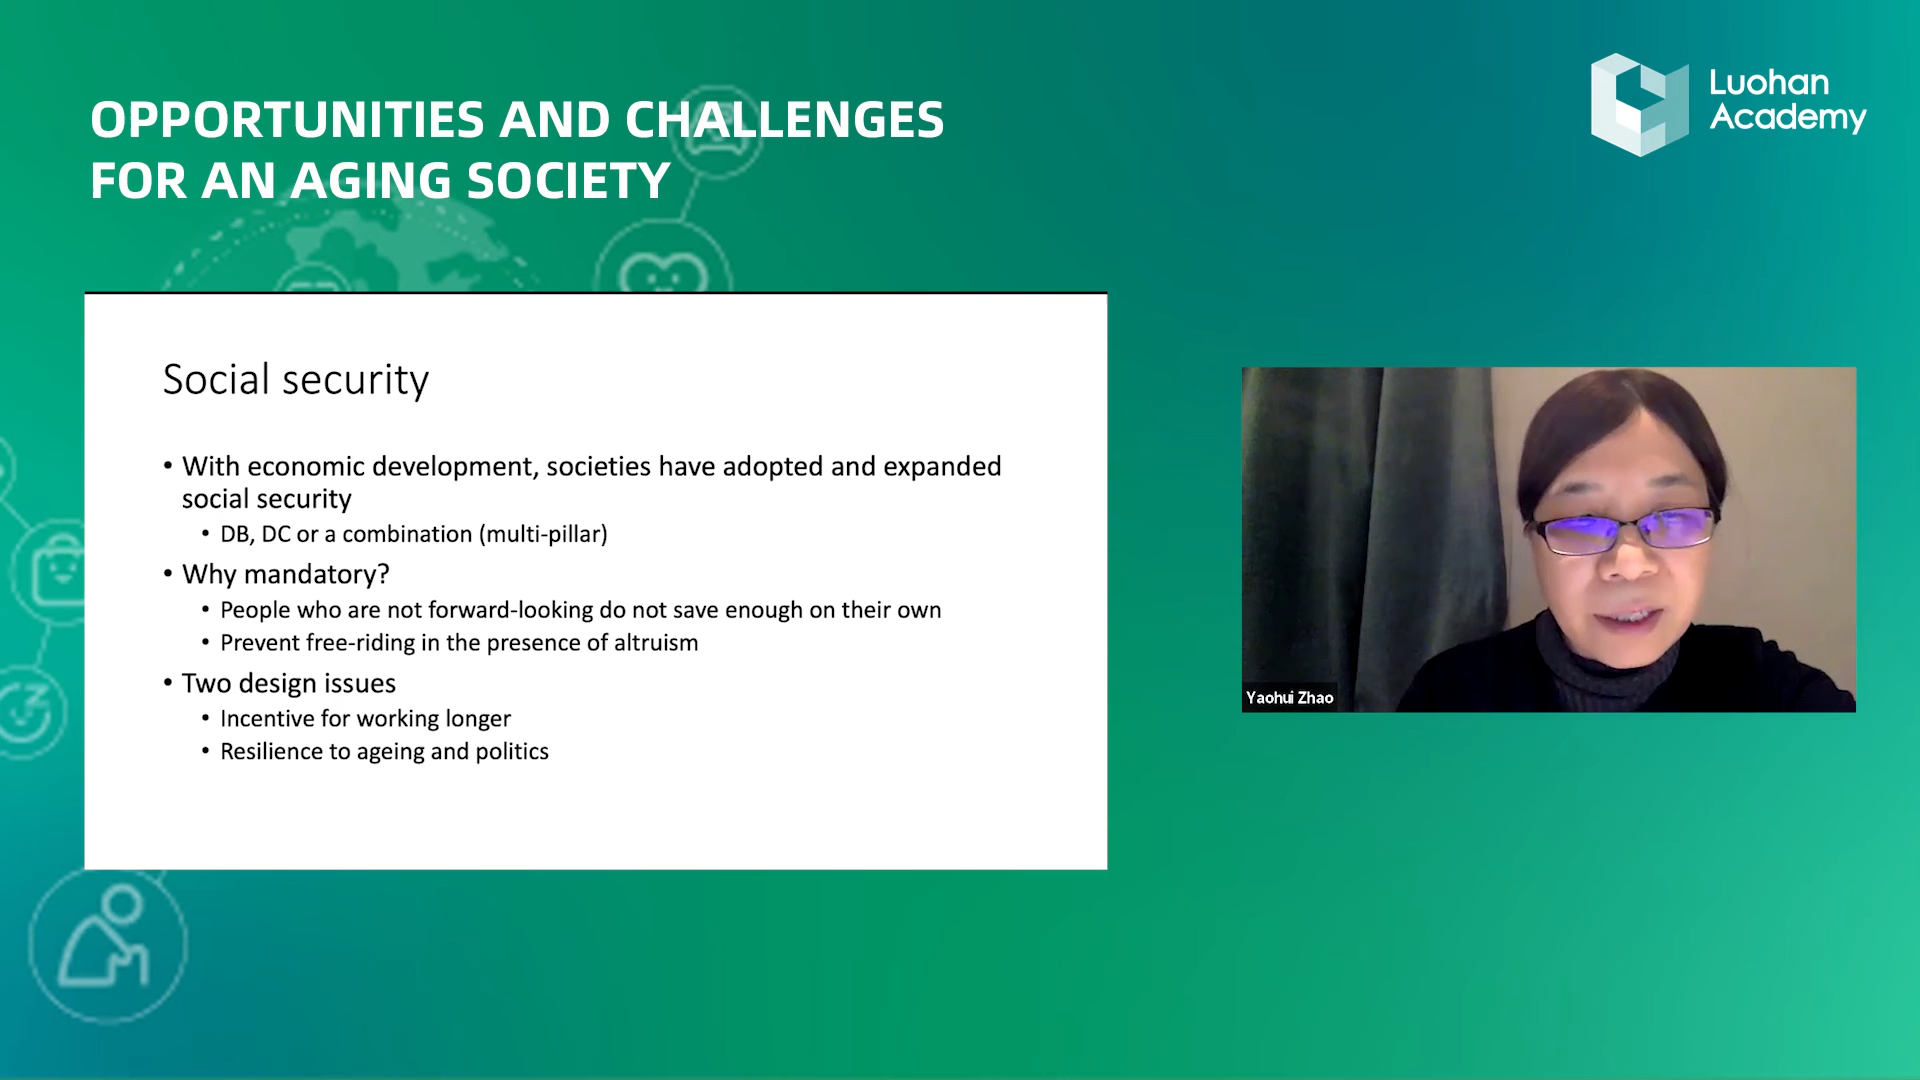 OPPORTUNITIES AND CHALLENGES
FOR AN AGING SOCIETY
Luohan
Academy
Social security
• With economic development, societies have adopted and expanded
social security
• DB, DC or a combination (multi-pillar)
• Why mandatory?
• People who are not forward-looking do not save enough on their own
• Prevent free-riding in the presence of altruism
• Two design issues
• Incentive for working longer
• Resilience to ageing and politics
Yaohui Zhao